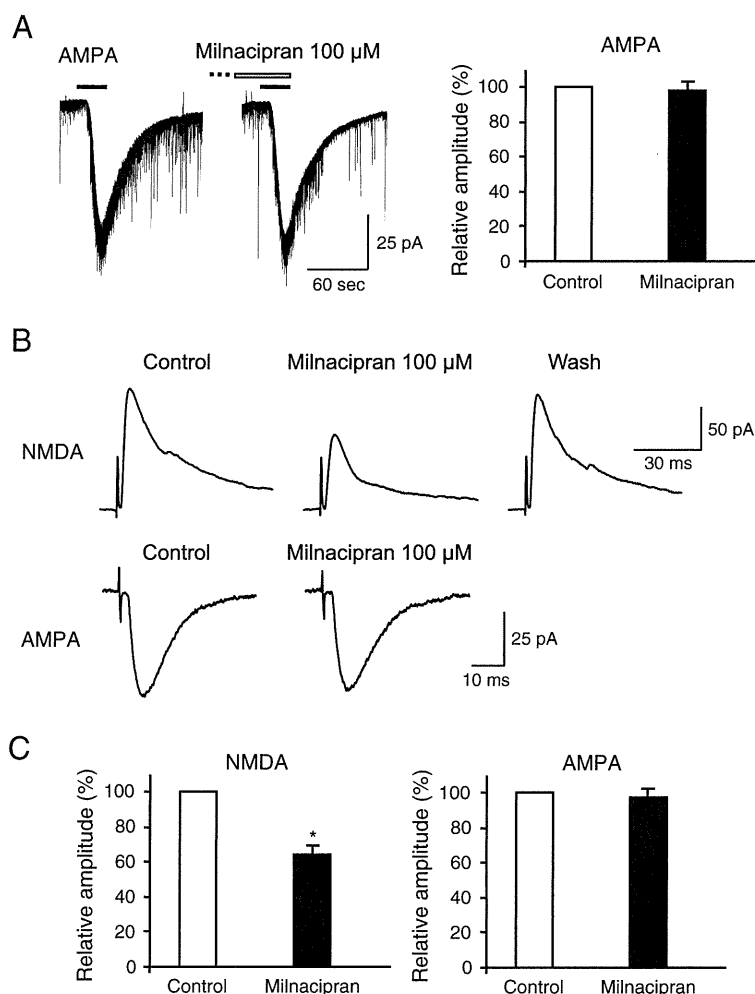 A
AMPA
Milnacipran 100 µM
25 pA
60 sec
AMPA
Relative amplitude (%)
100
80
60
40
20
0
Control
Milnacipran
B
Control
Milnacipran 100 µM
Wash
NMDA
50 pA
30 ms
Control
Milnacipran 100 µM
AMPA
25 pA
10 ms
C
NMDA
Relative amplitude (%)
100
80
60
40
20
0
*
Control
Milnacipran
AMPA
Relative amplitude (%)
100
80
60
40
20
0
Control
Milnacipran